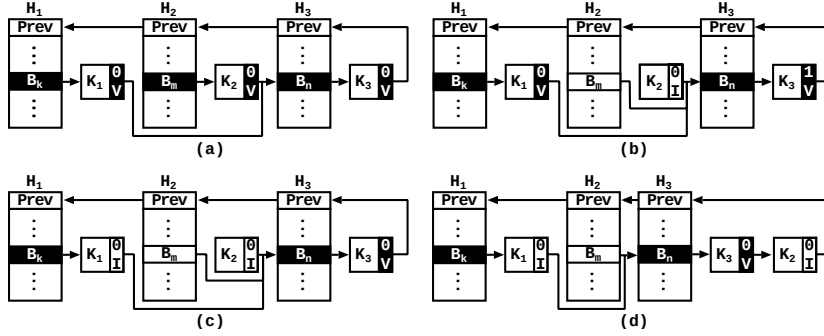 H₁ H₂ H₃
Prev Prev Prev
⋮ ⋮ ⋮
Bₖ K₁ 0 V Bₘ K₂ 0 V Bₙ K₃ 0 V
⋮ ⋮ ⋮
(a)
H₁ H₂ H₃
Prev Prev Prev
⋮ ⋮ ⋮
Bₖ K₁ 0 V Bₘ K₂ 0 I Bₙ K₃ 1 V
⋮ ⋮ ⋮
(b)
H₁ H₂ H₃
Prev Prev Prev
⋮ ⋮ ⋮
Bₖ K₁ 0 I Bₘ K₂ 0 I Bₙ K₃ 0 V
⋮ ⋮ ⋮
(c)
H₁ H₂ H₃
Prev Prev Prev
⋮ ⋮ ⋮
Bₖ K₁ 0 I Bₘ Bₙ K₃ 0 V K₂ 0 I
⋮ ⋮ ⋮
(d)